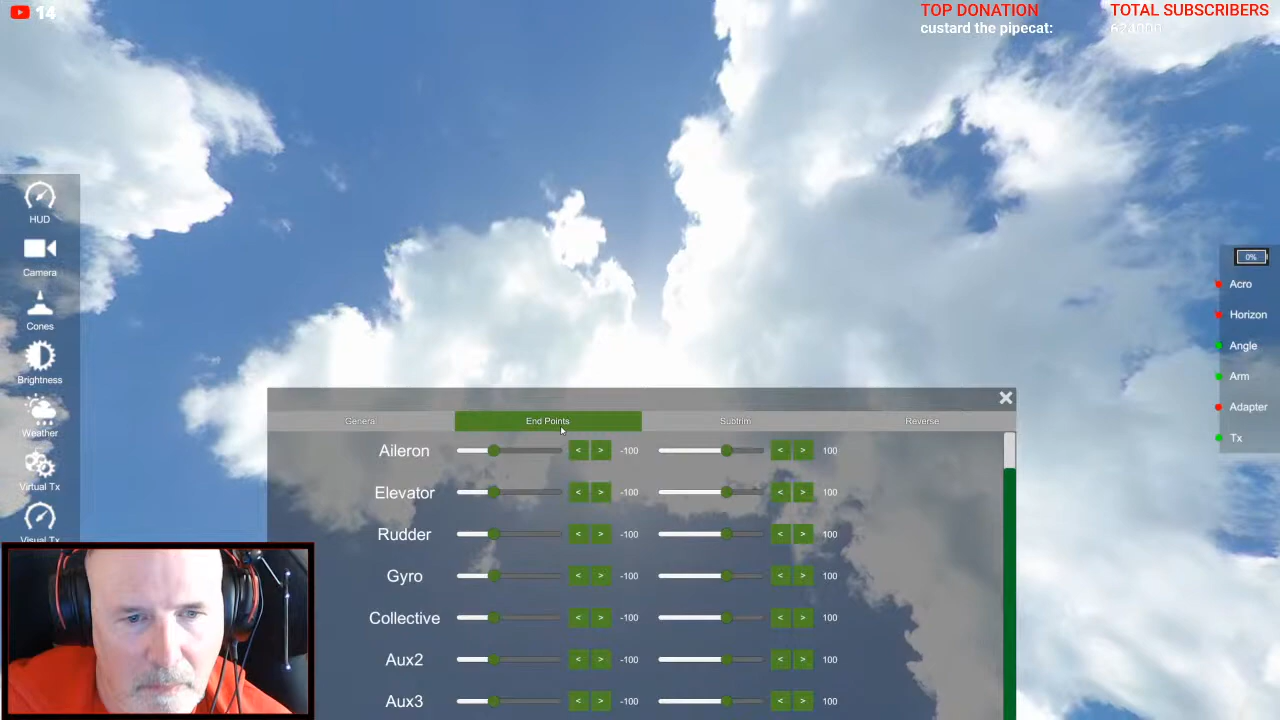 14
TOP DONATION
custard the pipecat:
TOTAL SUBSCRIBERS
HUD
Camera
Cones
Brightness
Weather
Virtual Tx
Visual Tx
0%
Acro
Horizon
Angle
Arm
Adapter
Tx
General End Points Subtrim Reverse
Aileron < > -100 < > 100
Elevator < > -100 < > 100
Rudder < > -100 < > 100
Gyro < > -100 < > 100
Collective < > -100 < > 100
Aux2 < > -100 < > 100
Aux3 < > -100 < > 100